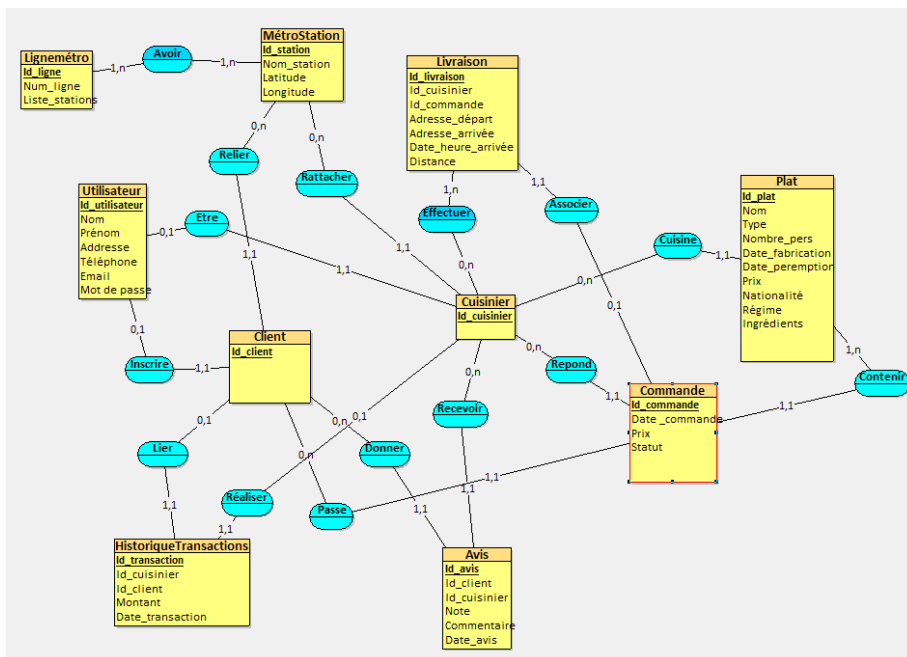 Lignemétro
Id_ligne
Num_ligne
Liste_stations
1,n
Avoir
1,n
MétroStation
Id_station
Nom_station
Latitude
Longitude
0,n
Relier
1,1
0,n
Rattacher
1,1
Livraison
Id_livraison
Id_cuisinier
Id_commande
Adresse_départ
Adresse_arrivée
Date_heure_arrivée
Distance
1,n
Effectuer
0,n
1,1
Associer
0,1
Plat
Id_plat
Nom
Type
Nombre_pers
Date_fabrication
Date_peremption
Prix
Nationalité
Régime
Ingrédients
Utilisateur
Id_utilisateur
Nom
Prénom
Addresse
Téléphone
Email
Mot de passe
0,1
Etre
1,1
Cuisine
1,1
0,n
Cuisinier
Id_cuisinier
0,1
Inscrire
1,1
Client
Id_client
0,n
Repond
1,1
1,n
Contenir
1,1
Commande
Id_commande
Date _commande
Prix
Statut
0,1
Lier
1,1
0,n
Passe
1,1
0,n
Donner
1,1
0,1
Réaliser
1,1
0,n
Recevoir
1,1
HistoriqueTransactions
Id_transaction
Id_cuisinier
Id_client
Montant
Date_transaction
Avis
Id_avis
Id_client
Id_cuisinier
Note
Commentaire
Date_avis